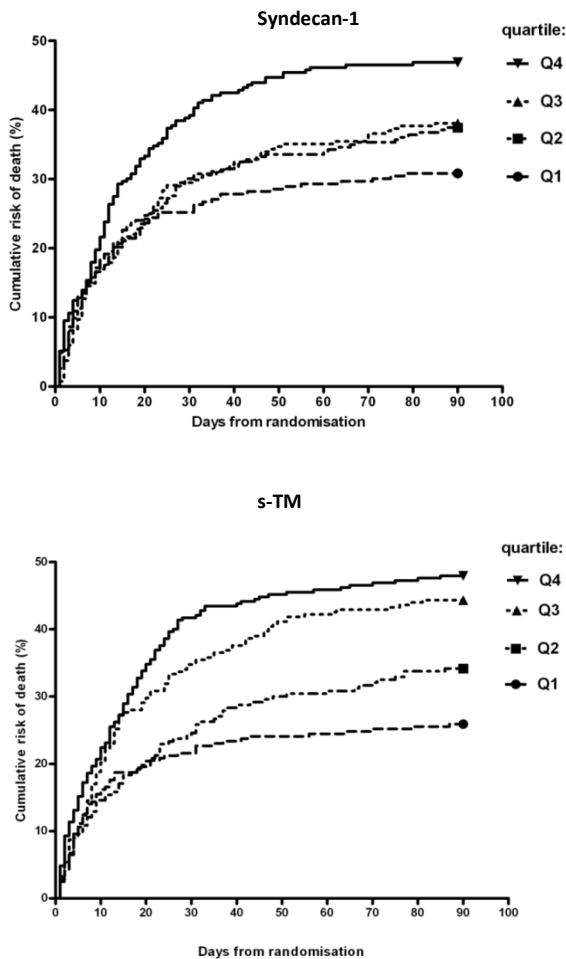 Syndecan-1
quartile:
Q4
Q3
Q2
Q1
Cumulative risk of death (%)
50
40
30
20
10
0
0 10 20 30 40 50 60 70 80 90 100
Days from randomisation
s-TM
quartile:
Q4
Q3
Q2
Q1
Cumulative risk of death (%)
50
40
30
20
10
0
0 10 20 30 40 50 60 70 80 90 100
Days from randomisation